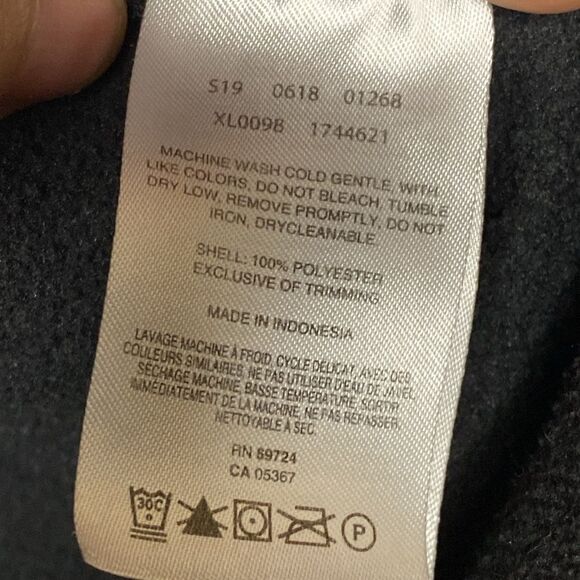 S19 0618 01268
XL0098 1744621
MACHINE WASH COLD GENTLE, WITH
LIKE COLORS, DO NOT BLEACH, TUMBLE
DRY LOW, REMOVE PROMPTLY, DO NOT
IRON, DRYCLEANABLE.
SHELL: 100% POLYESTER
EXCLUSIVE OF TRIMMING
MADE IN INDONESIA
LAVAGE MACHINE À FROID, CYCLE DÉLICAT, AVEC DES
COULEURS SIMILAIRES, NE PAS UTILISER D'EAU DE JAVEL,
SÉCHAGE MACHINE, BASSE TEMPÉRATURE, SORTIR
IMMÉDIATEMENT DE LA MACHINE, NE PAS REPASSER,
NETTOYABLE À SEC.
RN 69724
CA 05367
30C P